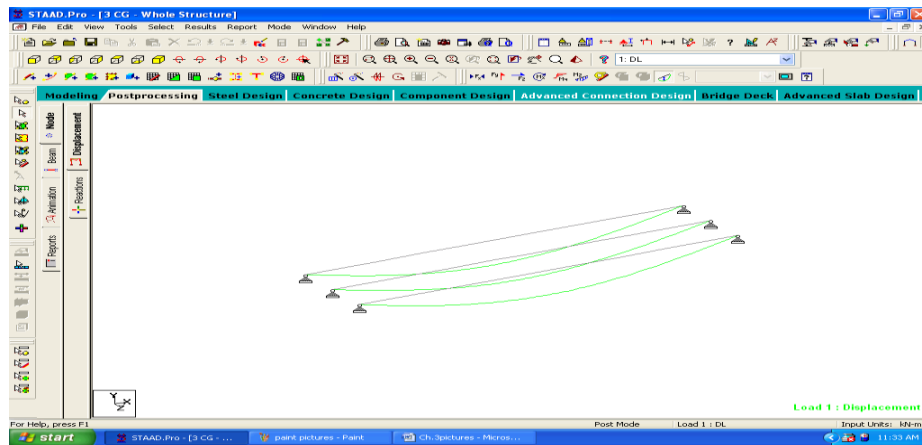 STAAD.Pro - [3 CG - Whole Structure]
File Edit View Tools Select Results Report Mode Window Help
1: DL
Modeling Postprocessing Steel Design Concrete Design Component Design Advanced Connection Design Bridge Deck Advanced Slab Design
Node
Beam
Animation
Reports
Displacement
Reactions
Y
X
Z
Load 1 : Displacement
For Help, press F1
Post Mode
Load 1 : DL
Input Units: kN-m
start
STAAD.Pro - [3 CG - ...
paint pictures - Paint
Ch.3pictures - Micros...
11:33 AM